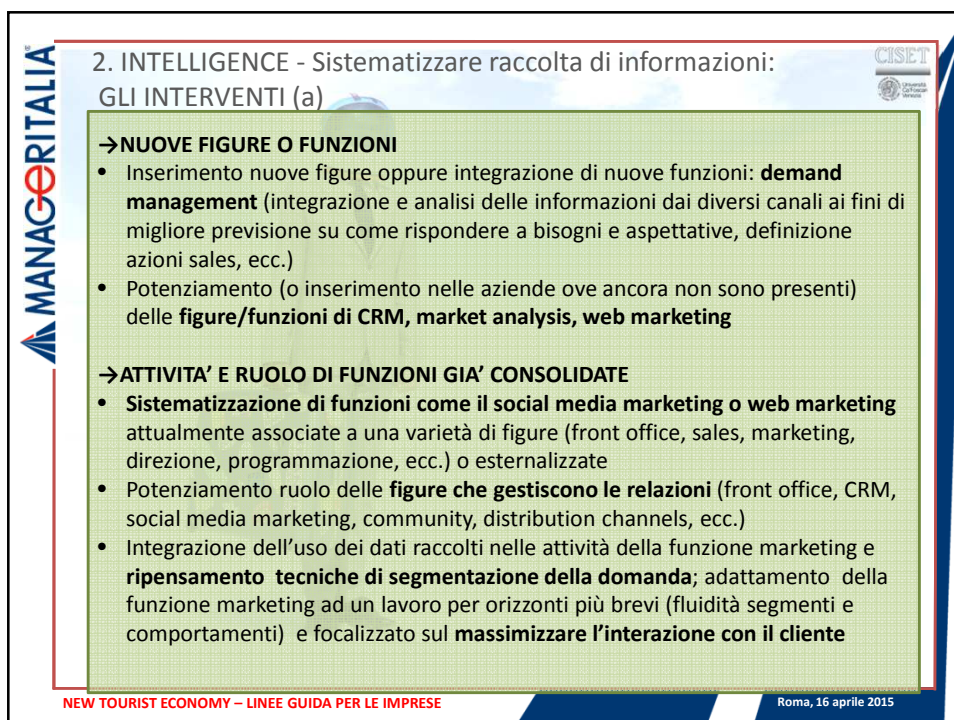 MANAGERITALIA
2. INTELLIGENCE - Sistematizzare raccolta di informazioni:
GLI INTERVENTI (a)
CISET
Università
Ca'Foscari
Venezia
→NUOVE FIGURE O FUNZIONI
• Inserimento nuove figure oppure integrazione di nuove funzioni: demand
management (integrazione e analisi delle informazioni dai diversi canali ai fini di
migliore previsione su come rispondere a bisogni e aspettative, definizione
azioni sales, ecc.)
• Potenziamento (o inserimento nelle aziende ove ancora non sono presenti)
delle figure/funzioni di CRM, market analysis, web marketing
→ATTIVITA’ E RUOLO DI FUNZIONI GIA’ CONSOLIDATE
• Sistematizzazione di funzioni come il social media marketing o web marketing
attualmente associate a una varietà di figure (front office, sales, marketing,
direzione, programmazione, ecc.) o esternalizzate
• Potenziamento ruolo delle figure che gestiscono le relazioni (front office, CRM,
social media marketing, community, distribution channels, ecc.)
• Integrazione dell’uso dei dati raccolti nelle attività della funzione marketing e
ripensamento tecniche di segmentazione della domanda; adattamento della
funzione marketing ad un lavoro per orizzonti più brevi (fluidità segmenti e
comportamenti) e focalizzato sul massimizzare l’interazione con il cliente
NEW TOURIST ECONOMY – LINEE GUIDA PER LE IMPRESE
Roma, 16 aprile 2015